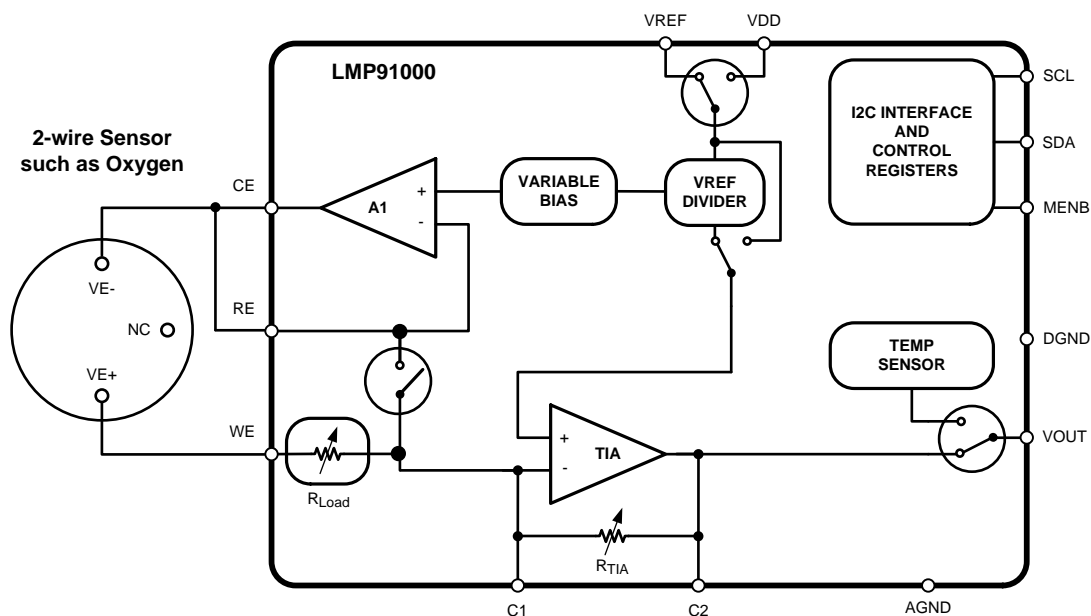 VREF
VDD
LMP91000
SCL
I2C INTERFACE
AND
CONTROL
REGISTERS
SDA
MENB
2-wire Sensor
such as Oxygen
CE
A1
+
-
VARIABLE
BIAS
VREF
DIVIDER
VE-
NC
VE+
RE
TEMP
SENSOR
DGND
WE
VOUT
RLoad
+
-
TIA
RTIA
C1
C2
AGND